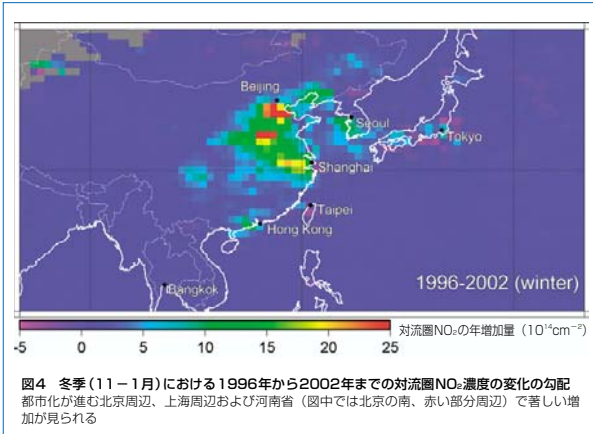 Beijing
Seoul
Tokyo
Shanghai
Taipei
Hong Kong
Bangkok
1996-2002 (winter)
-5 0 5 10 15 20 25
対流圏NO₂の年増加量（10¹⁴cm⁻²）
図4 冬季（11－1月）における1996年から2002年までの対流圏NO₂濃度の変化の勾配
都市化が進む北京周辺、上海周辺および河南省（図中では北京の南、赤い部分周辺）で著しい増
加が見られる